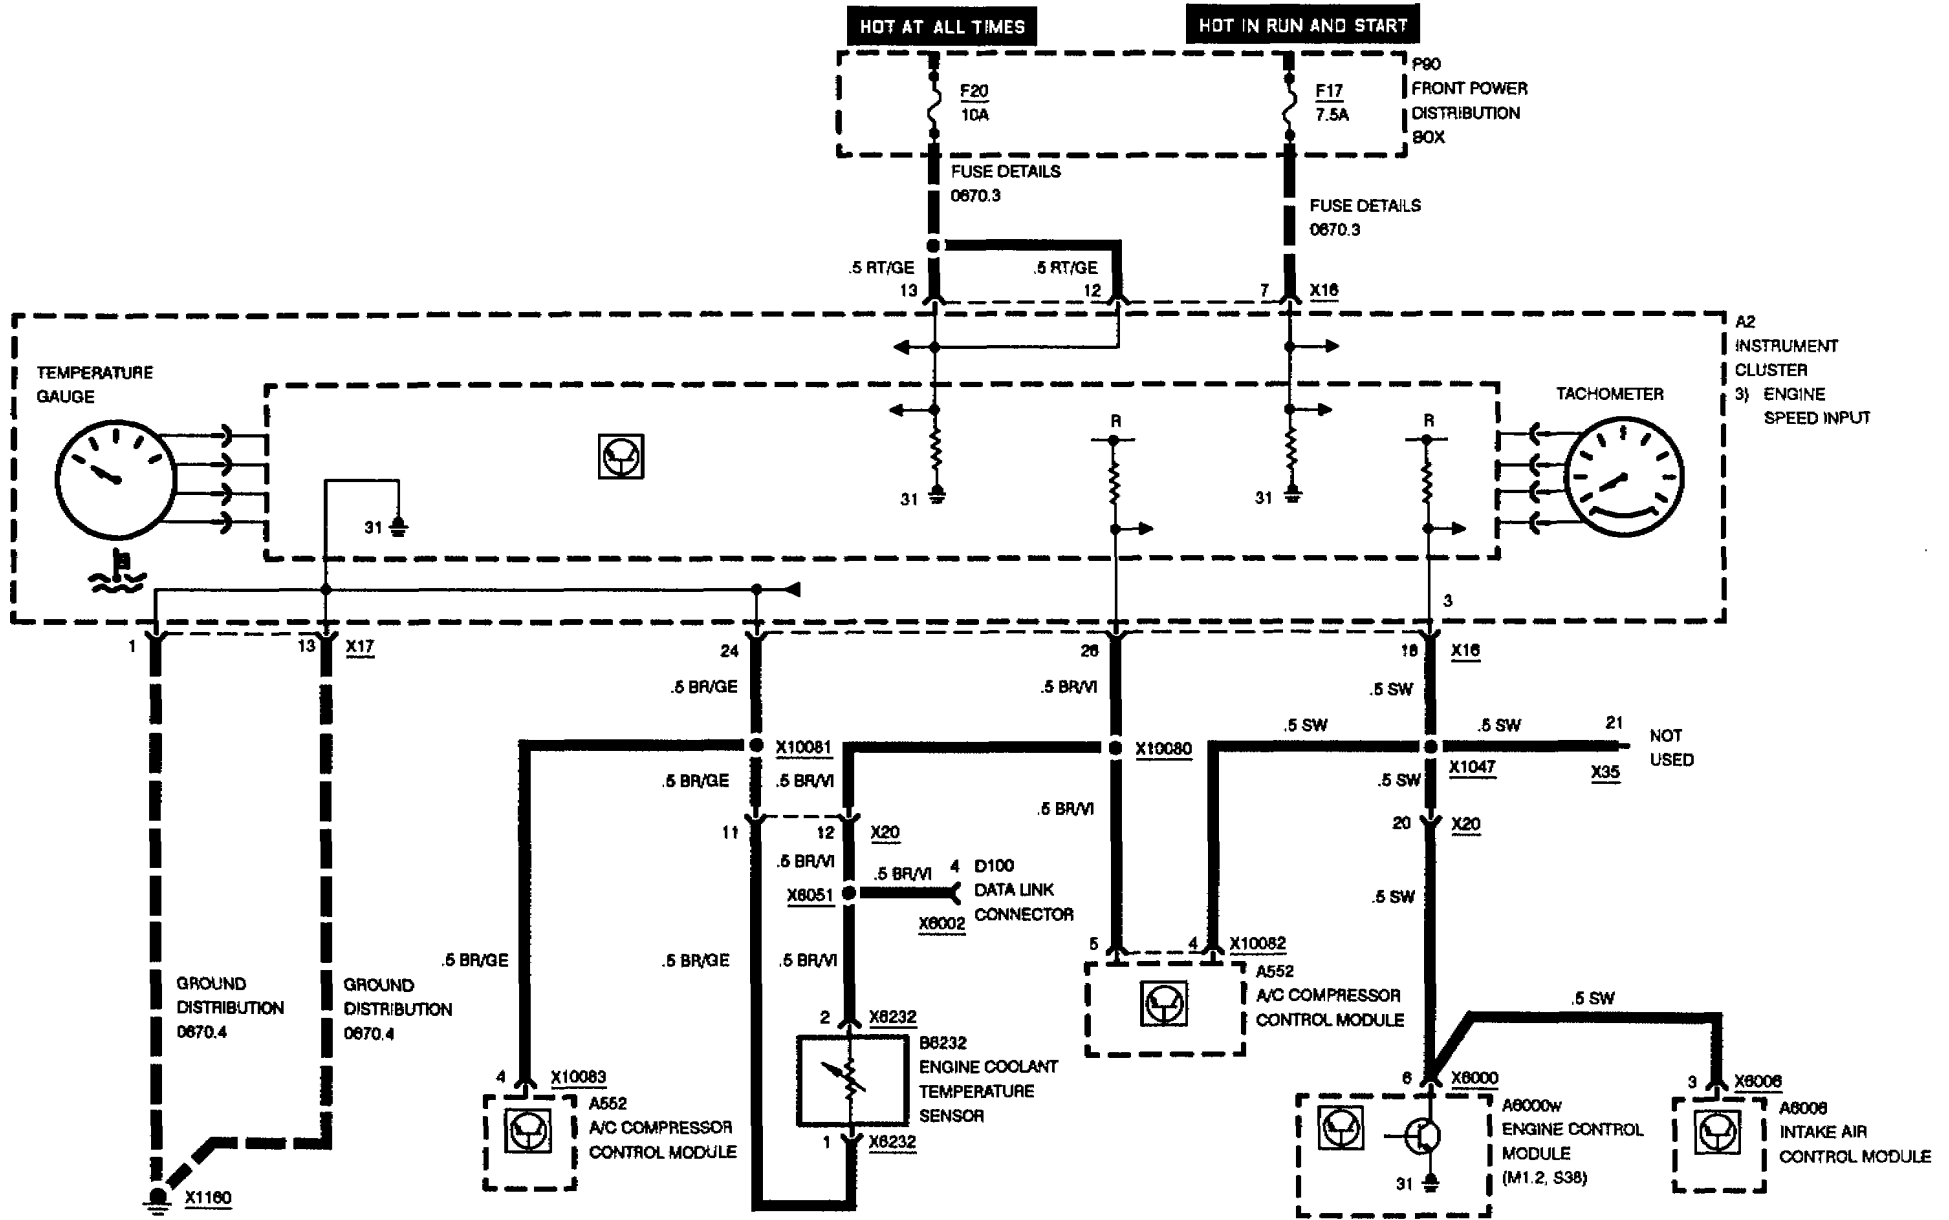 HOT AT ALL TIMES
HOT IN RUN AND START
P90
FRONT POWER
DISTRIBUTION
BOX
F20
10A
F17
7.5A
FUSE DETAILS
0670.3
FUSE DETAILS
0670.3
.5 RT/GE
.5 RT/GE
13
12
7
X16
A2
INSTRUMENT
CLUSTER
3) ENGINE
SPEED INPUT
TEMPERATURE
GAUGE
TACHOMETER
R
R
31
31
31
3
1
13
X17
24
26
18
X16
.5 BR/GE
.5 BR/VI
.5 SW
.5 SW
.5 SW
21
NOT
USED
X10081
X10080
X1047
X35
.5 BR/GE
.5 BR/VI
.5 SW
.5 BR/VI
11
12
X20
20
X20
.5 BR/VI
.5 BR/VI
4
D100
DATA LINK
CONNECTOR
X6051
X6002
.5 SW
5
4
X10082
.5 BR/GE
.5 BR/GE
.5 BR/VI
A552
A/C COMPRESSOR
CONTROL MODULE
GROUND
DISTRIBUTION
0670.4
GROUND
DISTRIBUTION
0670.4
.5 SW
2
X6232
B6232
ENGINE COOLANT
TEMPERATURE
SENSOR
1
X6232
4
X10083
A552
A/C COMPRESSOR
CONTROL MODULE
6
X6000
3
X6006
A6000w
ENGINE CONTROL
MODULE
(M1.2, S38)
31
A6006
INTAKE AIR
CONTROL MODULE
X1160